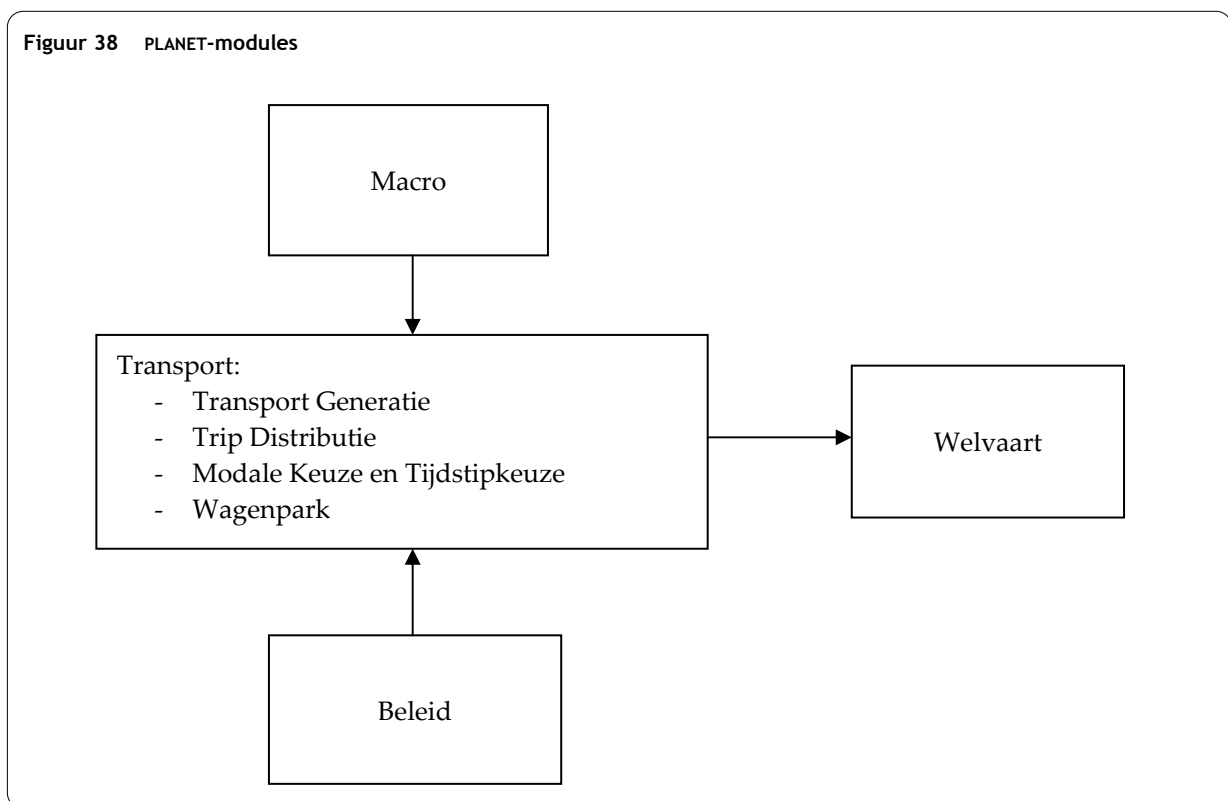 Figuur 38 PLANET-modules
Macro
Transport:
- Transport Generatie
- Trip Distributie
- Modale Keuze en Tijdstipkeuze
- Wagenpark
Welvaart
Beleid